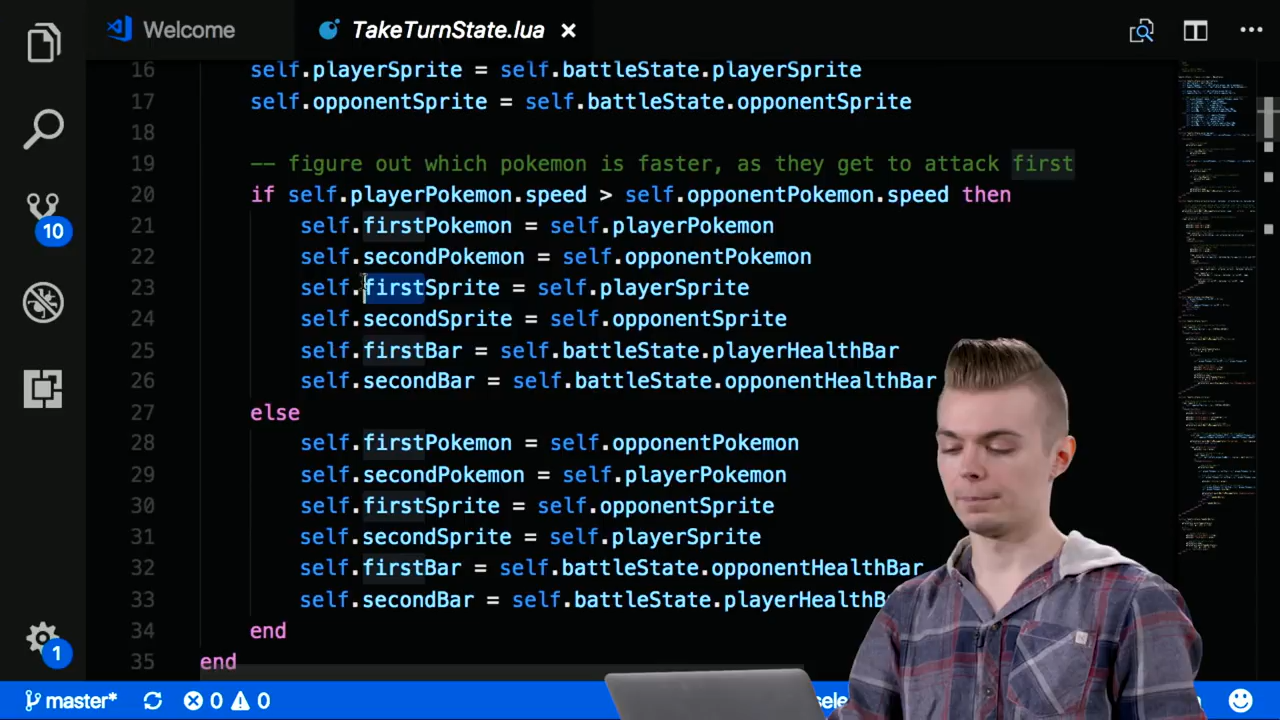 Welcome
TakeTurnState.lua
16 self.playerSprite = self.battleState.playerSprite
17 self.opponentSprite = self.battleState.opponentSprite
18
19 -- figure out which pokemon is faster, as they get to attack first
20 if self.playerPokemon.speed > self.opponentPokemon.speed then
21 self.firstPokemon = self.playerPokemon
22 self.secondPokemon = self.opponentPokemon
23 self.firstSprite = self.playerSprite
24 self.secondSprite = self.opponentSprite
25 self.firstBar = self.battleState.playerHealthBar
26 self.secondBar = self.battleState.opponentHealthBar
27 else
28 self.firstPokemon = self.opponentPokemon
29 self.secondPokemon = self.playerPokemon
30 self.firstSprite = self.opponentSprite
31 self.secondSprite = self.playerSprite
32 self.firstBar = self.battleState.opponentHealthBar
33 self.secondBar = self.battleState.playerHealthB
34 end
35 end
10
1
master* 0 0 sele